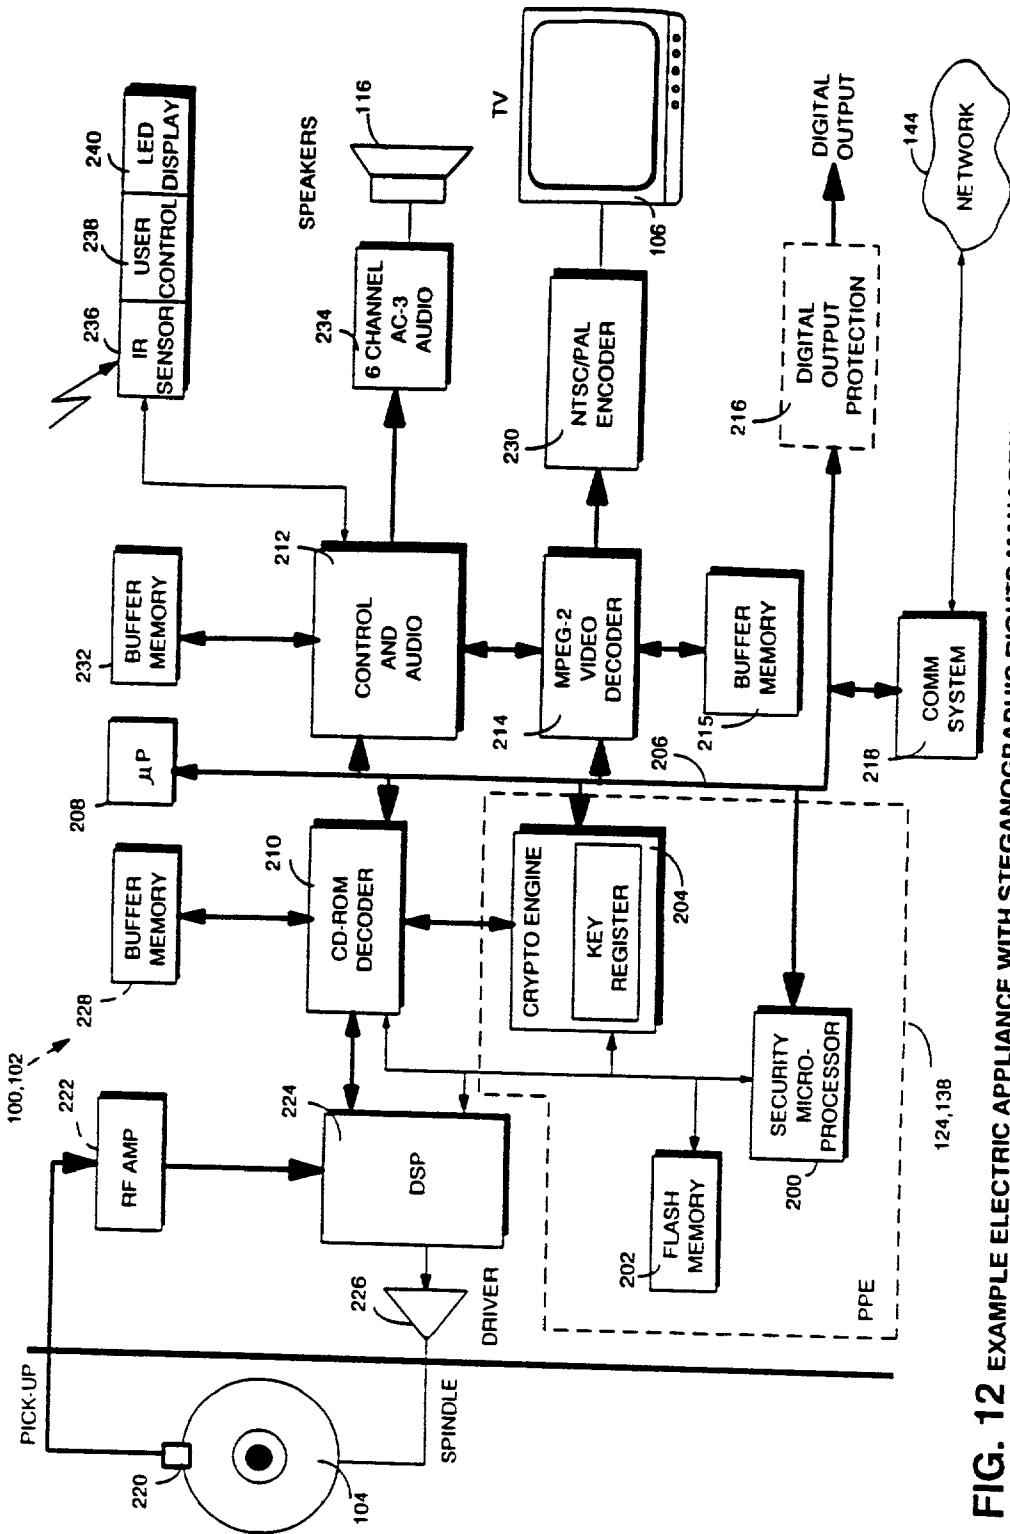 100,102
PICK-UP
220
104
SPINDLE
222
RF AMP
224
DSP
226
DRIVER
228
BUFFER
MEMORY
208
μP
232
BUFFER
MEMORY
210
CD-ROM
DECODER
212
CONTROL
AND
AUDIO
236
IR
SENSOR
238
USER
CONTROL
240
LED
DISPLAY
234
6 CHANNEL
AC-3
AUDIO
SPEAKERS
116
CRYPTO ENGINE
KEY
REGISTER
204
214
MPEG-2
VIDEO
DECODER
230
NTSC/PAL
ENCODER
TV
106
206
215
BUFFER
MEMORY
202
FLASH
MEMORY
200
SECURITY
MICRO-
PROCESSOR
PPE
124,138
216
DIGITAL
OUTPUT
PROTECTION
DIGITAL
OUTPUT
218
COMM
SYSTEM
144
NETWORK
FIG. 12 EXAMPLE ELECTRIC APPLIANCE WITH STEGANOGRAPHIC RIGHTS